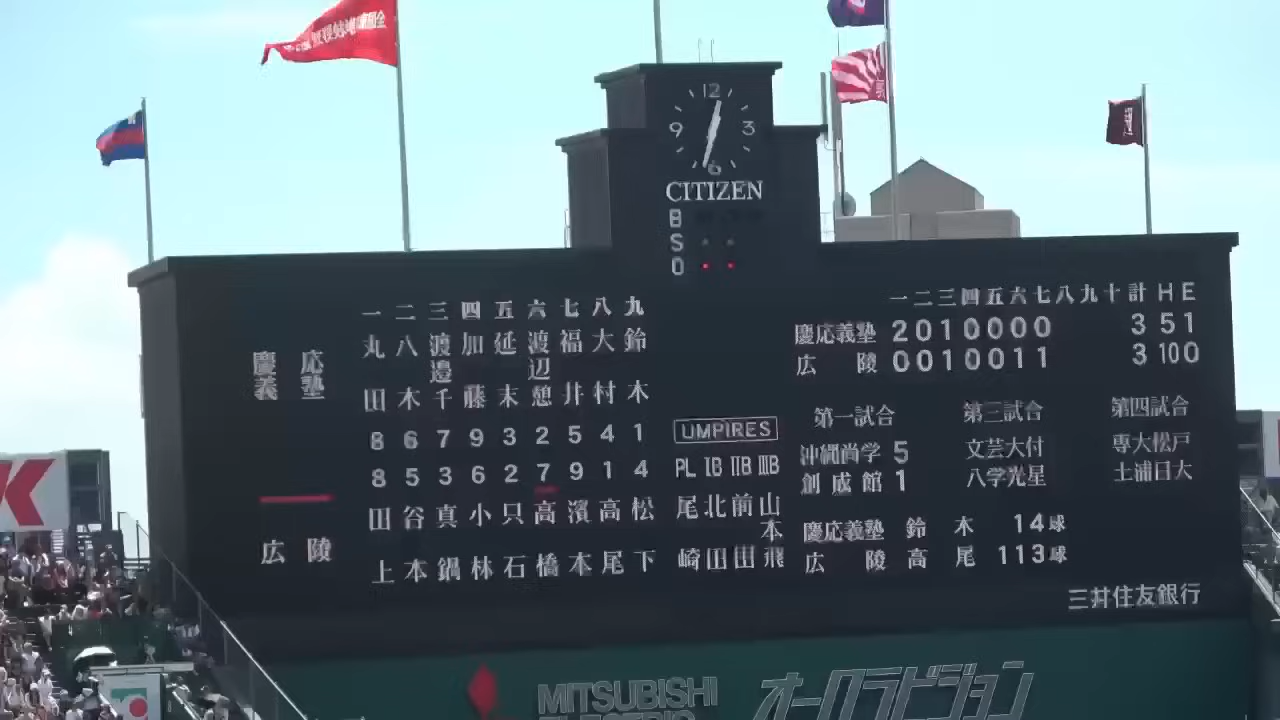 12
9 3
6
CITIZEN
B
S
O
一 二 三 四 五 六 七 八 九
丸田 八木 渡邉千 加藤 延末 渡辺憩 福井 大村 鈴木
慶応義塾
8 6 7 9 3 2 5 4 1
8 5 3 6 2 7 9 1 4
田上 谷本 真鍋 小林 只石 高橋 濱本 高尾 松下
広陵
UMPIRES
PL ⅠB ⅡB ⅢB
尾崎 北田 前田 山本飛
一 二 三 四 五 六 七 八 九 十 計 H E
慶応義塾 2 0 1 0 0 0 0 3 5 1
広陵 0 0 1 0 0 1 1 3 10 0
第一試合 第三試合 第四試合
沖縄尚学 5 文芸大付 専大松戸
創成館 1 八学光星 土浦日大
慶応義塾 鈴木 14球
広陵 高尾 113球
三井住友銀行
K
MITSUBISHI
ELECTRIC
オーロラビジョン